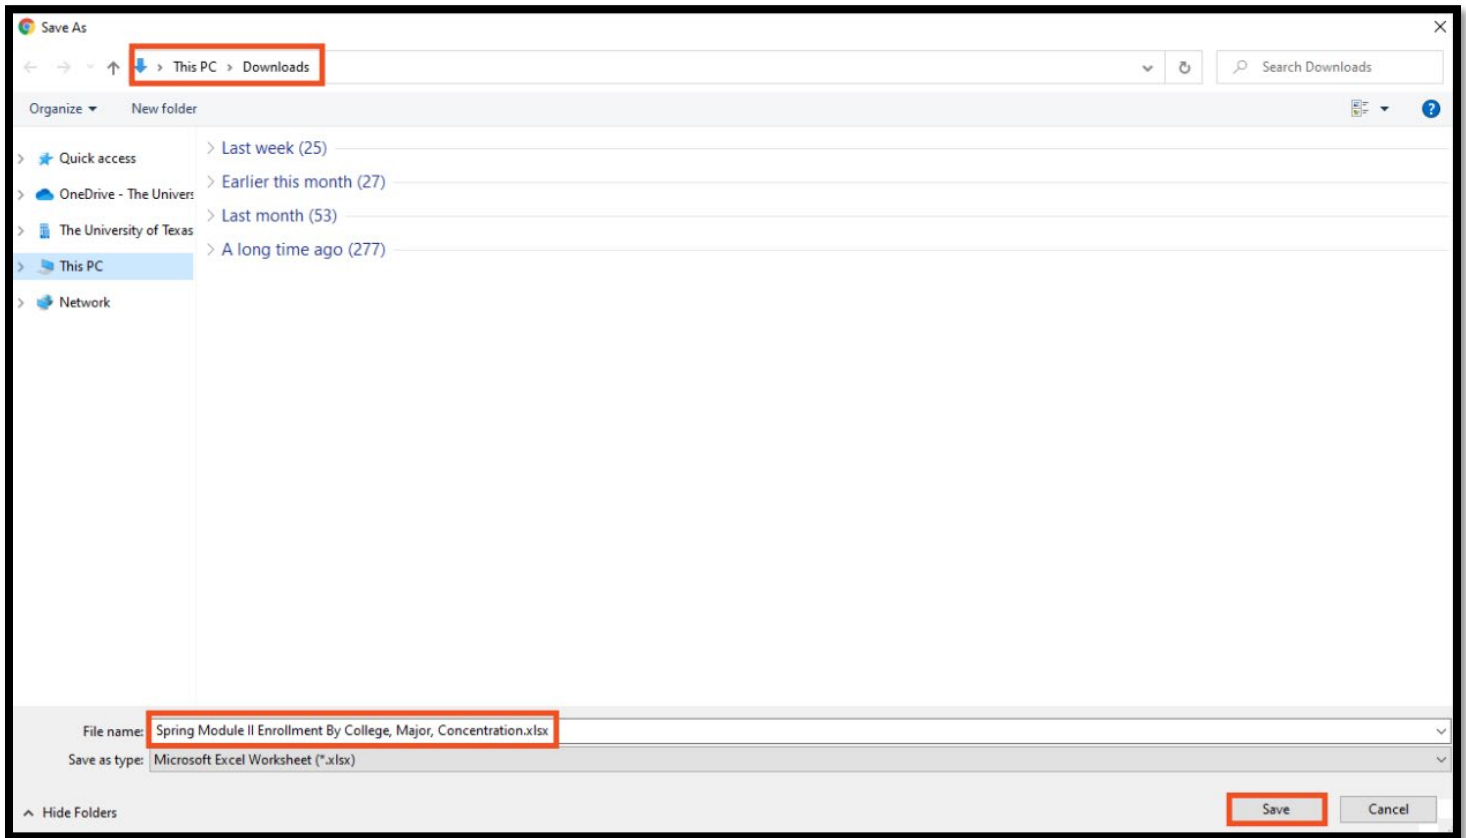 Save As
This PC > Downloads
Search Downloads
Organize
New folder
Quick access
OneDrive - The Univers
The University of Texas
This PC
Network
Last week (25)
Earlier this month (27)
Last month (53)
A long time ago (277)
File name: Spring Module II Enrollment By College, Major, Concentration.xlsx
Save as type: Microsoft Excel Worksheet (*.xlsx)
Hide Folders
Save
Cancel